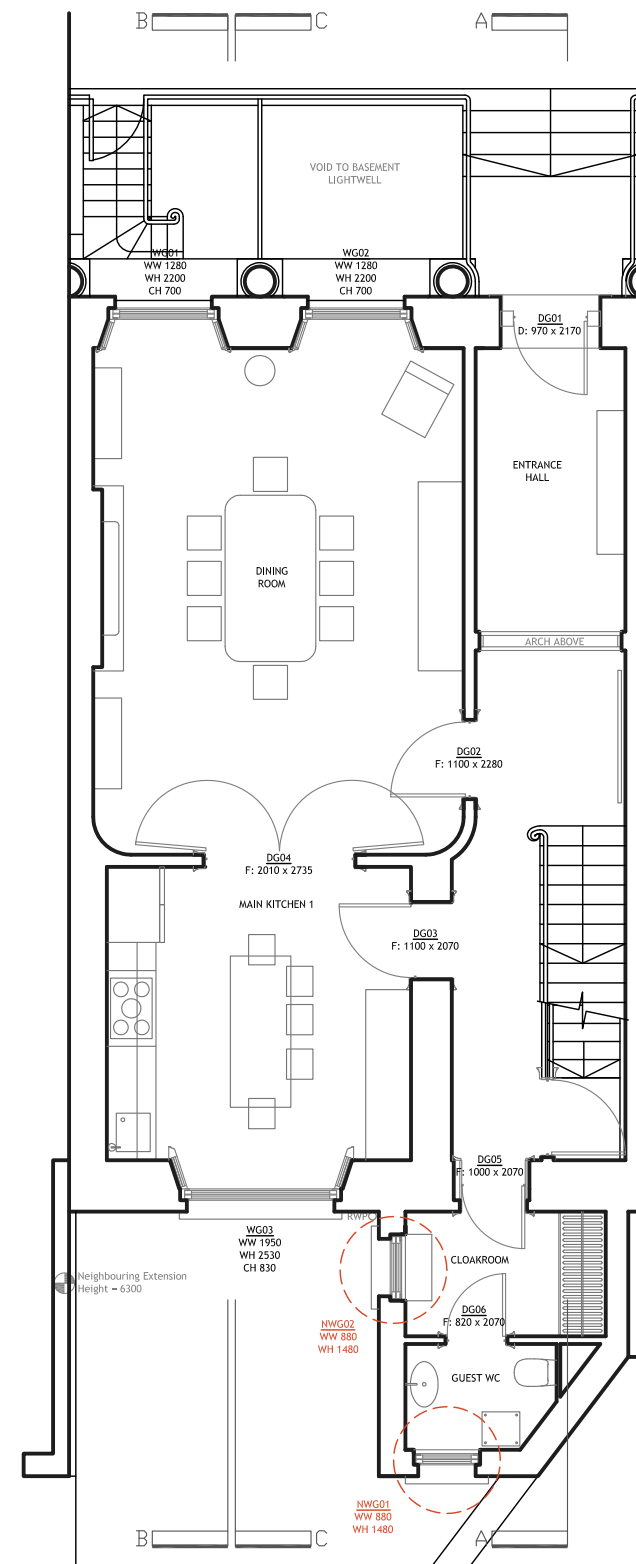 B
C
A
VOID TO BASEMENT
LIGHTWELL
WG01
WW 1280
WH 2200
CH 700
WG02
WW 1280
WH 2200
CH 700
DG01
D: 970 x 2170
ENTRANCE
HALL
DINING
ROOM
ARCH ABOVE
DG02
F: 1100 x 2280
DG04
F: 2010 x 2735
MAIN KITCHEN 1
DG03
F: 1100 x 2070
DG05
F: 1000 x 2070
RWPO
WG03
WW 1950
WH 2530
CH 830
CLOAKROOM
Neighbouring Extension
Height - 6300
DG06
F: 820 x 2070
NWG02
WW 880
WH 1480
GUEST WC
NWG01
WW 880
WH 1480
B
C
A